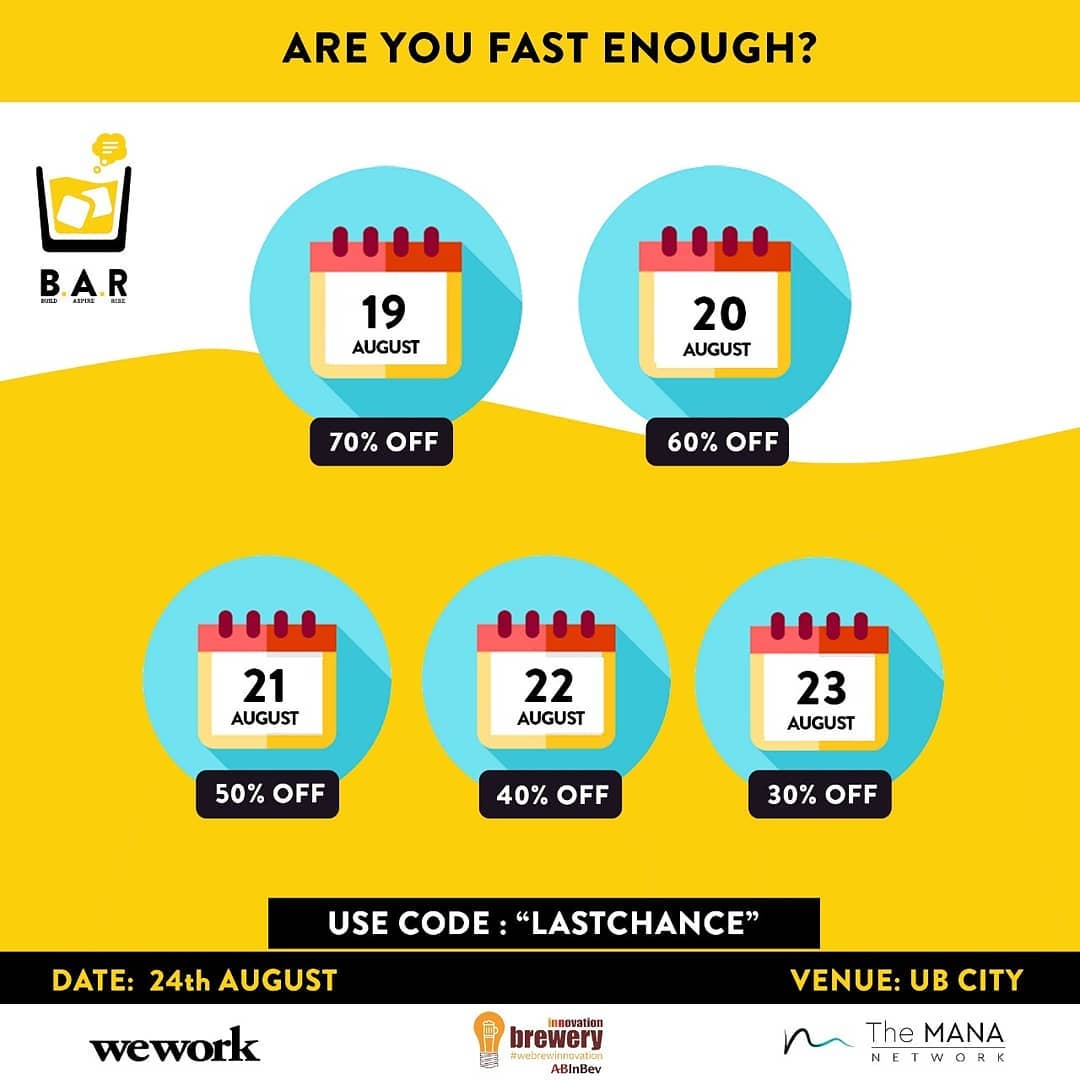 ARE YOU FAST ENOUGH?
B.A.R
BUILD ASPIRE RISE
19
AUGUST
70% OFF
20
AUGUST
60% OFF
21
AUGUST
50% OFF
22
AUGUST
40% OFF
23
AUGUST
30% OFF
USE CODE : “LASTCHANCE”
DATE: 24th AUGUST
VENUE: UB CITY
wework
innovation
brewery
#webrewinnovation
ABInBev
The MANA
NETWORK